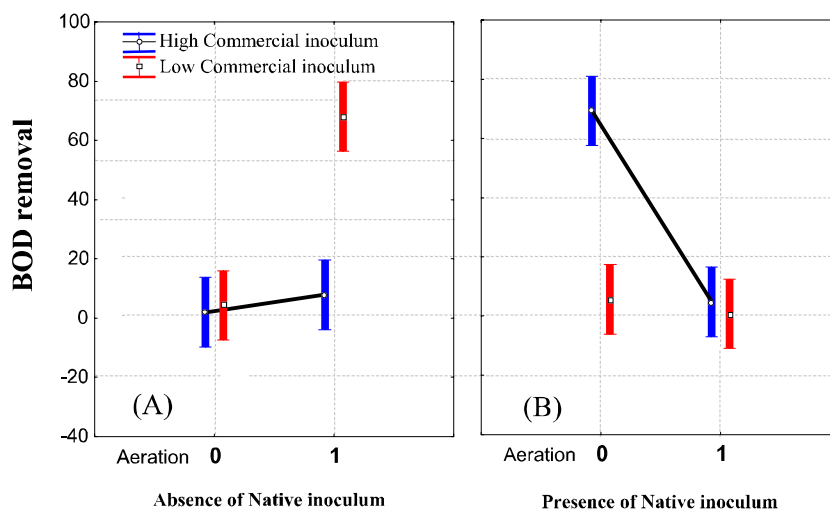 100
80
60
40
20
0
-20
-40
BOD removal
High Commercial inoculum
Low Commercial inoculum
(A)
Aeration 0 1
Absence of Native inoculum
(B)
Aeration 0 1
Presence of Native inoculum